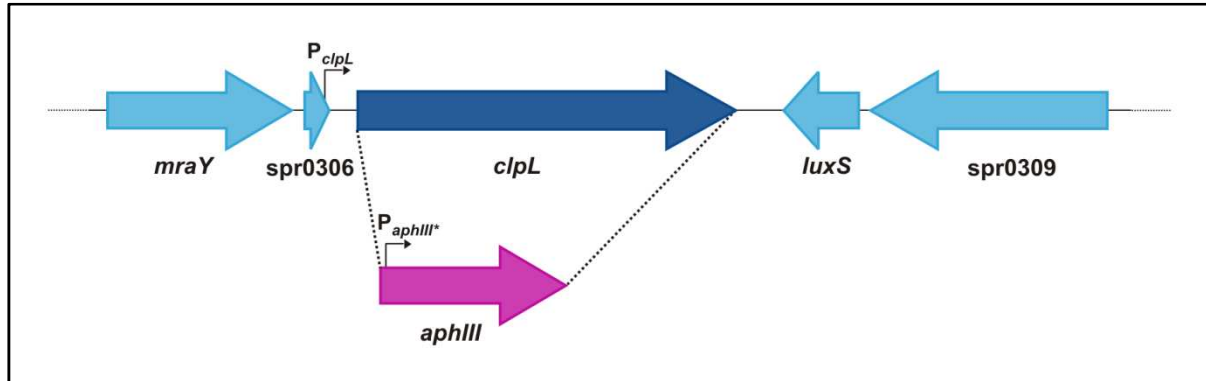 PclpL
mraY spr0306 clpL luxS spr0309
PaphIII*
aphIII